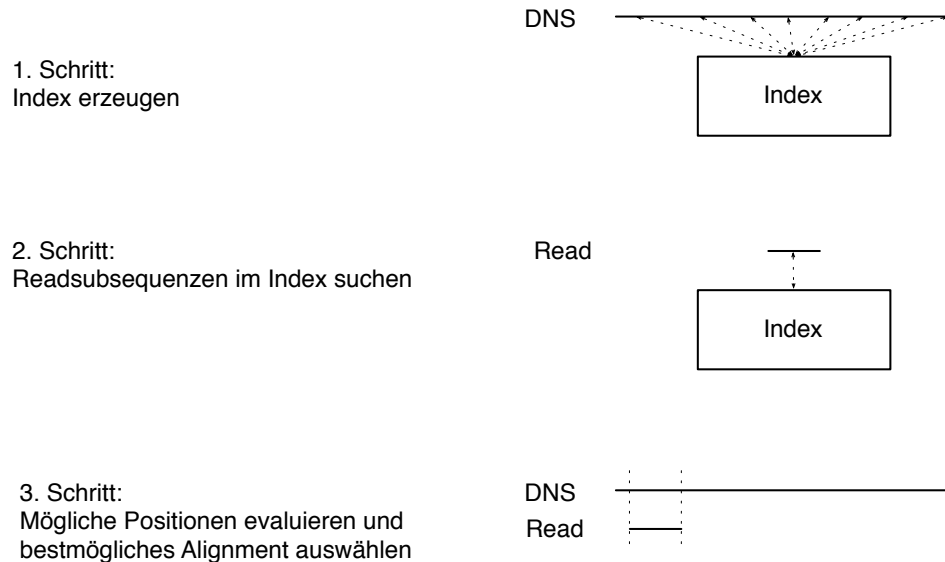 DNS
1. Schritt:
Index erzeugen
Index
2. Schritt:
Readsubsequenzen im Index suchen
Read
Index
3. Schritt:
Mögliche Positionen evaluieren und
bestmögliches Alignment auswählen
DNS
Read